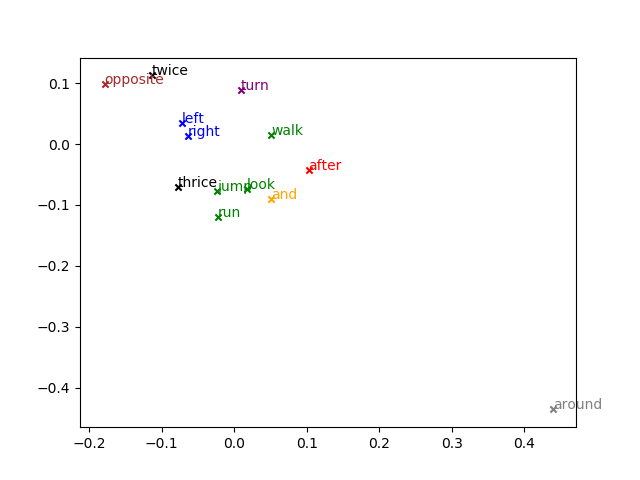 0.1
0.0
−0.1
−0.2
−0.3
−0.4
twice
opposite
turn
left
right
walk
after
thrice
jump
look
and
run
around
−0.2
−0.1
0.0
0.1
0.2
0.3
0.4